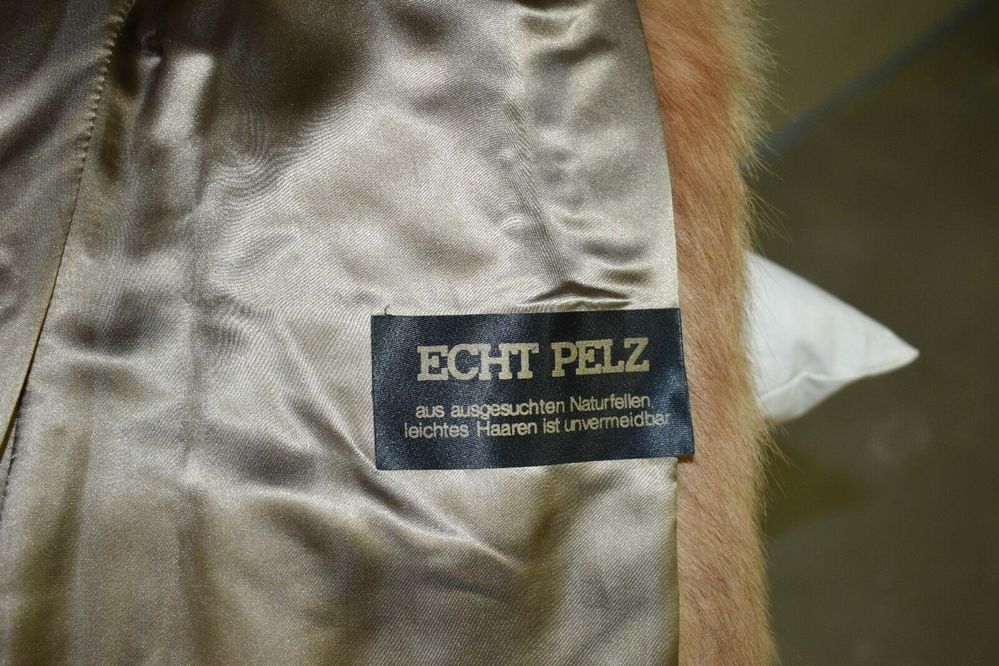 ECHT PELZ
aus ausgesuchten Naturfellen
leichtes Haaren ist unvermeidbar